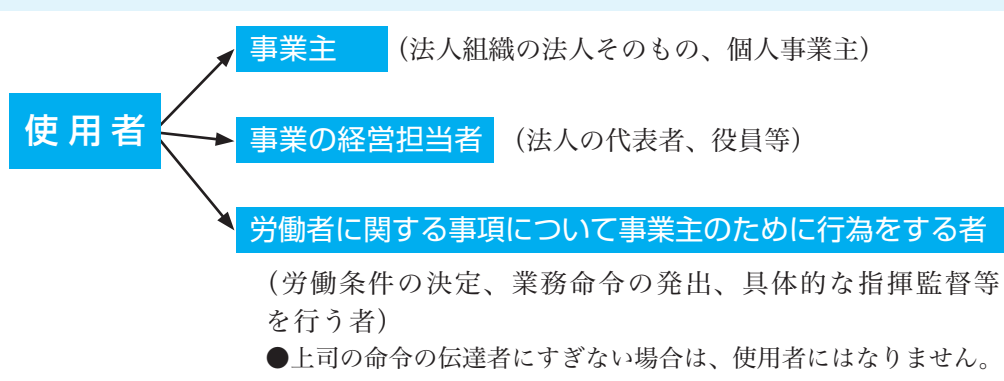 使用者
事業主 （法人組織の法人そのもの、個人事業主）
事業の経営担当者 （法人の代表者、役員等）
労働者に関する事項について事業主のために行為をする者
（労働条件の決定、業務命令の発出、具体的な指揮監督等
を行う者）
●上司の命令の伝達者にすぎない場合は、使用者にはなりません。